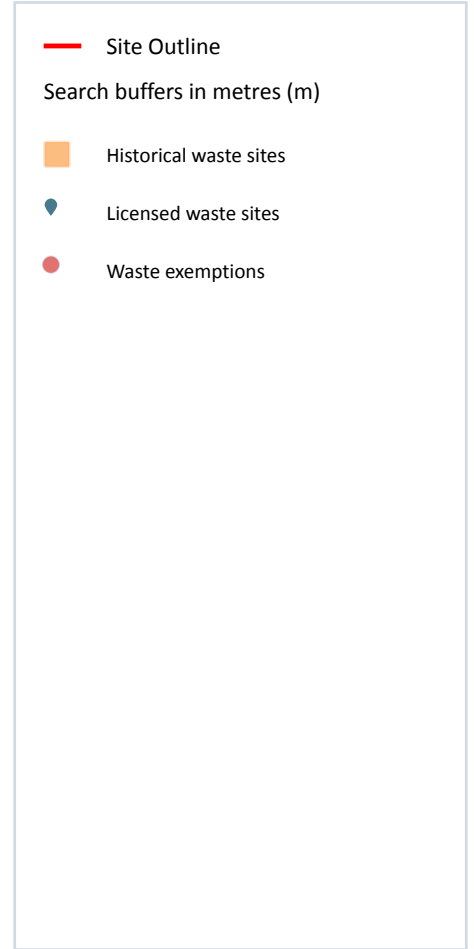 Site Outline
Search buffers in metres (m)
Historical waste sites
Licensed waste sites
Waste exemptions